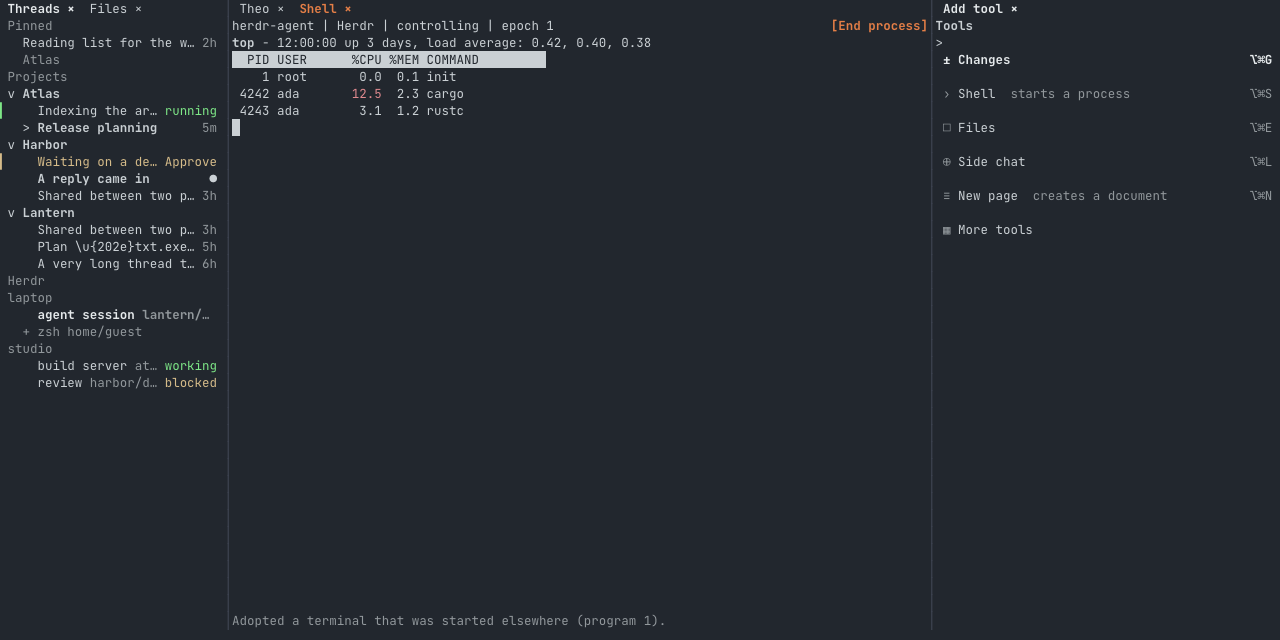 Threads × Files ×
Pinned
Reading list for the w… 2h
Atlas
Projects
v Atlas
Indexing the ar… running
> Release planning 5m
v Harbor
Waiting on a de… Approve
A reply came in ●
Shared between two p… 3h
v Lantern
Shared between two p… 3h
Plan \u{202e}txt.exe… 5h
A very long thread t… 6h
Herdr
laptop
agent session lantern/…
+ zsh home/guest
studio
build server at… working
review harbor/d… blocked
Theo × Shell ×
herdr-agent | Herdr | controlling | epoch 1 [End process]
top - 12:00:00 up 3 days, load average: 0.42, 0.40, 0.38
PID USER %CPU %MEM COMMAND
1 root 0.0 0.1 init
4242 ada 12.5 2.3 cargo
4243 ada 3.1 1.2 rustc
Adopted a terminal that was started elsewhere (program 1).
Add tool ×
Tools
>
± Changes ⌥⌘G
› Shell starts a process ⌥⌘S
□ Files ⌥⌘E
⊕ Side chat ⌥⌘L
≡ New page creates a document ⌥⌘N
▦ More tools